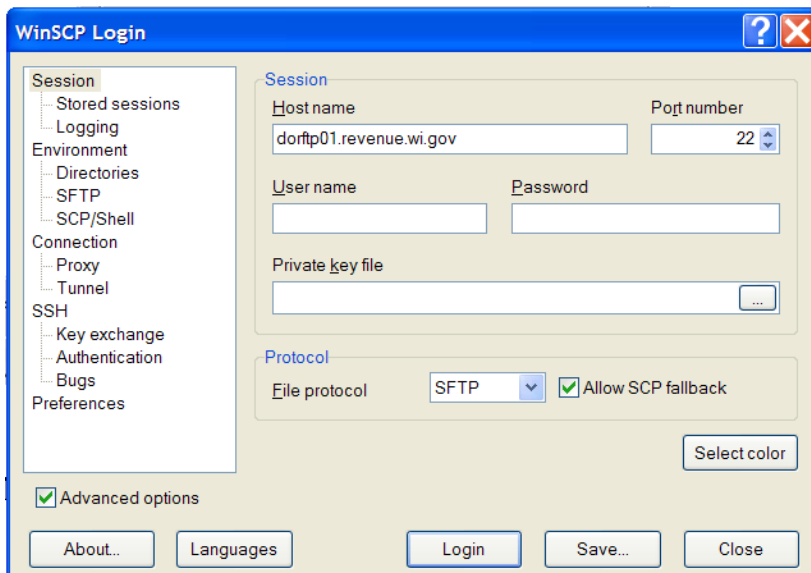 WinSCP Login
Session
Stored sessions
Logging
Environment
Directories
SFTP
SCP/Shell
Connection
Proxy
Tunnel
SSH
Key exchange
Authentication
Bugs
Preferences
Advanced options
Session
Host name
Port number
dorftp01.revenue.wi.gov
22
User name
Password
Private key file
...
Protocol
File protocol
SFTP
Allow SCP fallback
Select color
About...
Languages
Login
Save...
Close